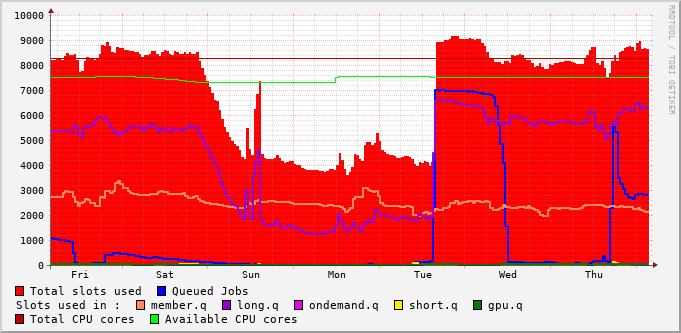 RRDTOOL / TOBI OETIKER
10000
9000
8000
7000
6000
5000
4000
3000
2000
1000
0
Fri Sat Sun Mon Tue Wed Thu
Total slots used Queued Jobs
Slots used in : member.q long.q ondemand.q short.q gpu.q
Total CPU cores Available CPU cores